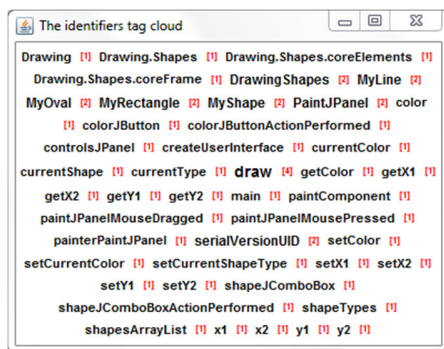 The identifiers tag cloud
Drawing [1] Drawing.Shapes [1] Drawing.Shapes.coreElements [1]
Drawing.Shapes.coreFrame [1] DrawingShapes [2] MyLine [2]
MyOval [2] MyRectangle [2] MyShape [2] PaintJPanel [2] color
[1] colorJButton [1] colorJButtonActionPerformed [1]
controlsJPanel [1] createUserInterface [1] currentColor [1]
currentShape [1] currentType [1] draw [4] getColor [1] getX1 [1]
getX2 [1] getY1 [1] getY2 [1] main [1] paintComponent [1]
paintJPanelMouseDragged [1] paintJPanelMousePressed [1]
painterPaintJPanel [1] serialVersionUID [2] setColor [1]
setCurrentColor [1] setCurrentShapeType [1] setX1 [1] setX2 [1]
setY1 [1] setY2 [1] shapeJComboBox [1]
shapeJComboBoxActionPerformed [1] shapeTypes [1]
shapesArrayList [1] x1 [1] x2 [1] y1 [1] y2 [1]